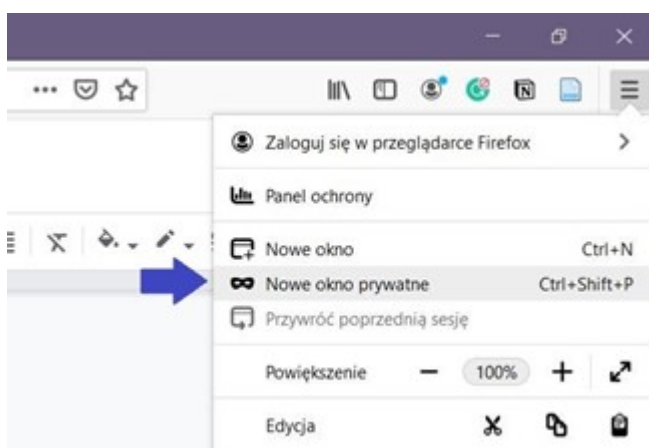 Zaloguj się w przeglądarce Firefox
Panel ochrony
Nowe okno Ctrl+N
Nowe okno prywatne Ctrl+Shift+P
Przywróć poprzednią sesję
Powiększenie 100%
Edycja